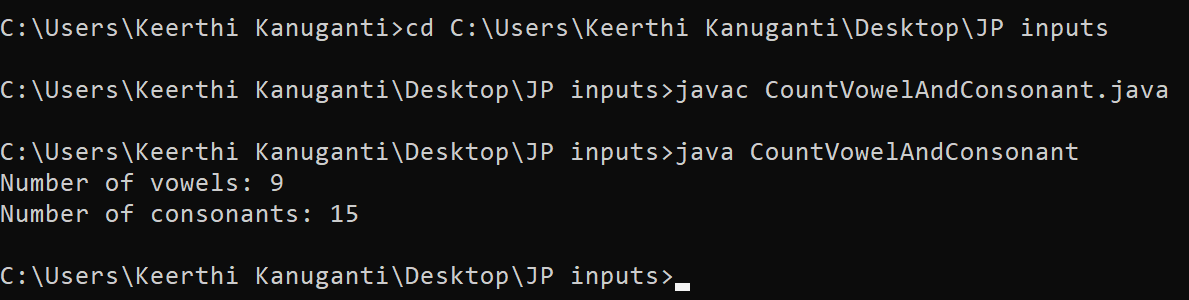 C:\Users\Keerthi Kanuganti>cd C:\Users\Keerthi Kanuganti\Desktop\JP inputs
C:\Users\Keerthi Kanuganti\Desktop\JP inputs>javac CountVowelAndConsonant.java
C:\Users\Keerthi Kanuganti\Desktop\JP inputs>java CountVowelAndConsonant
Number of vowels: 9
Number of consonants: 15
C:\Users\Keerthi Kanuganti\Desktop\JP inputs>